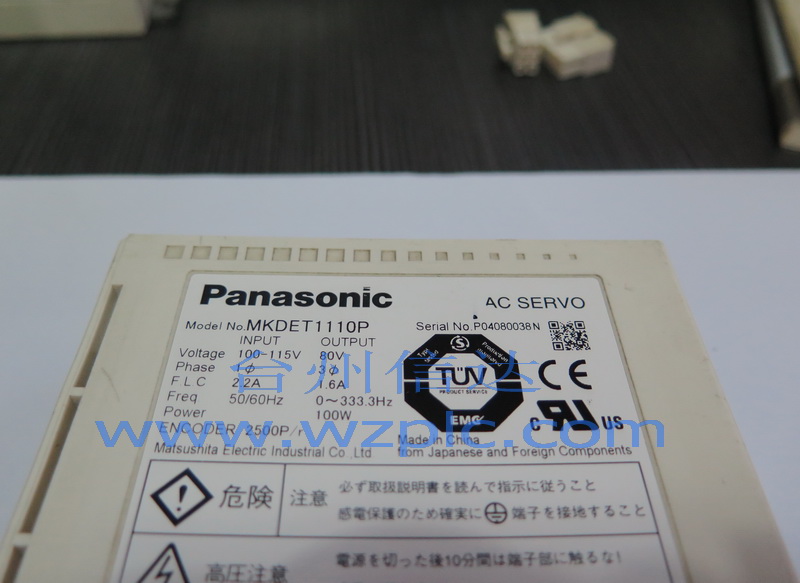 Panasonic AC SERVO
Model No. MKDET1110P Serial No. P04080038N
INPUT OUTPUT
Voltage 100-115V 80V
Phase 1ϕ 3ϕ
F L C 2.2A 1.6A
Freq 50/60Hz 0～333.3Hz
Power 100W
ENCODER 2500P/r
Matsushita Electric Industrial Co.,Ltd
S
Production
TÜV
PRODUCT SERVICE
EMC
CE
C UR US
Made in China
from Japanese and Foreign Components
台州信达
www.wzplc.com
危険 注意 必ず取扱説明書を読んで指示に従うこと
感電保護のため確実に 端子を接地すること
高圧注意 電源を切った後10分間は端子部に触るな!